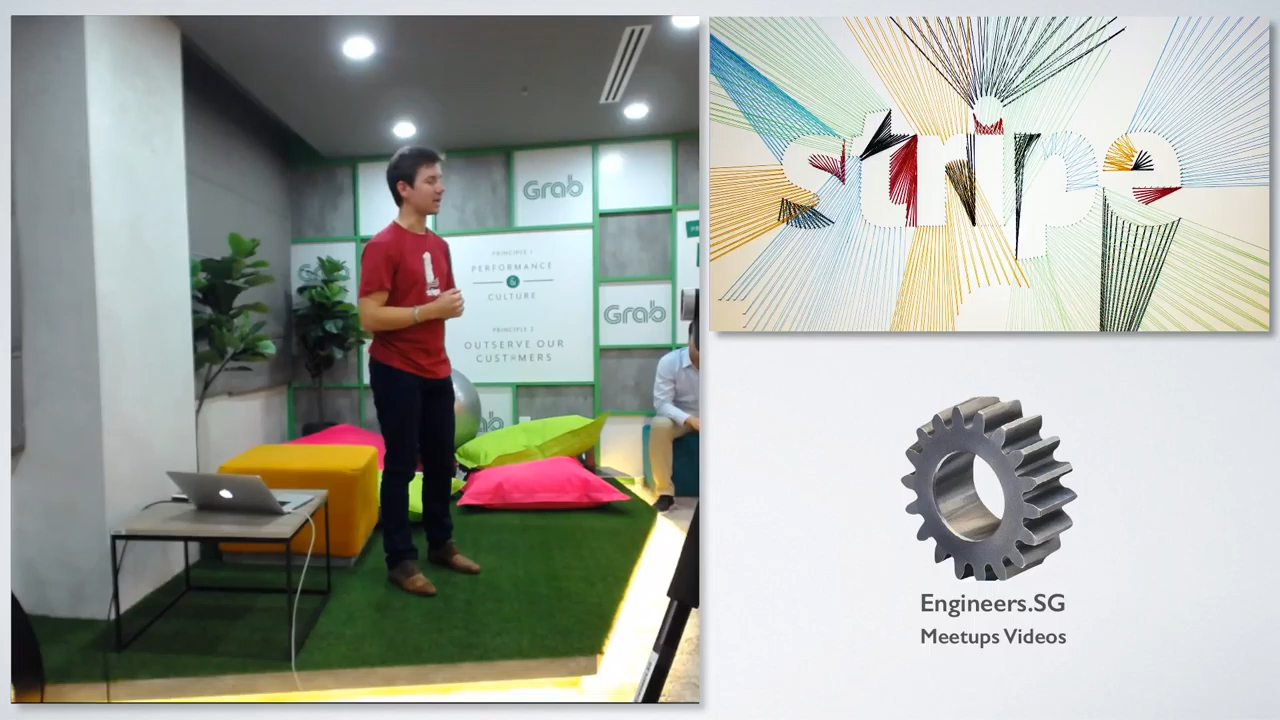 Grab
PRINCIPLE 1
PERFORMANCE
&
CULTURE
PRINCIPLE 2
OUTSERVE OUR
CUSTOMERS
Grab
stripe
Engineers.SG
Meetups Videos